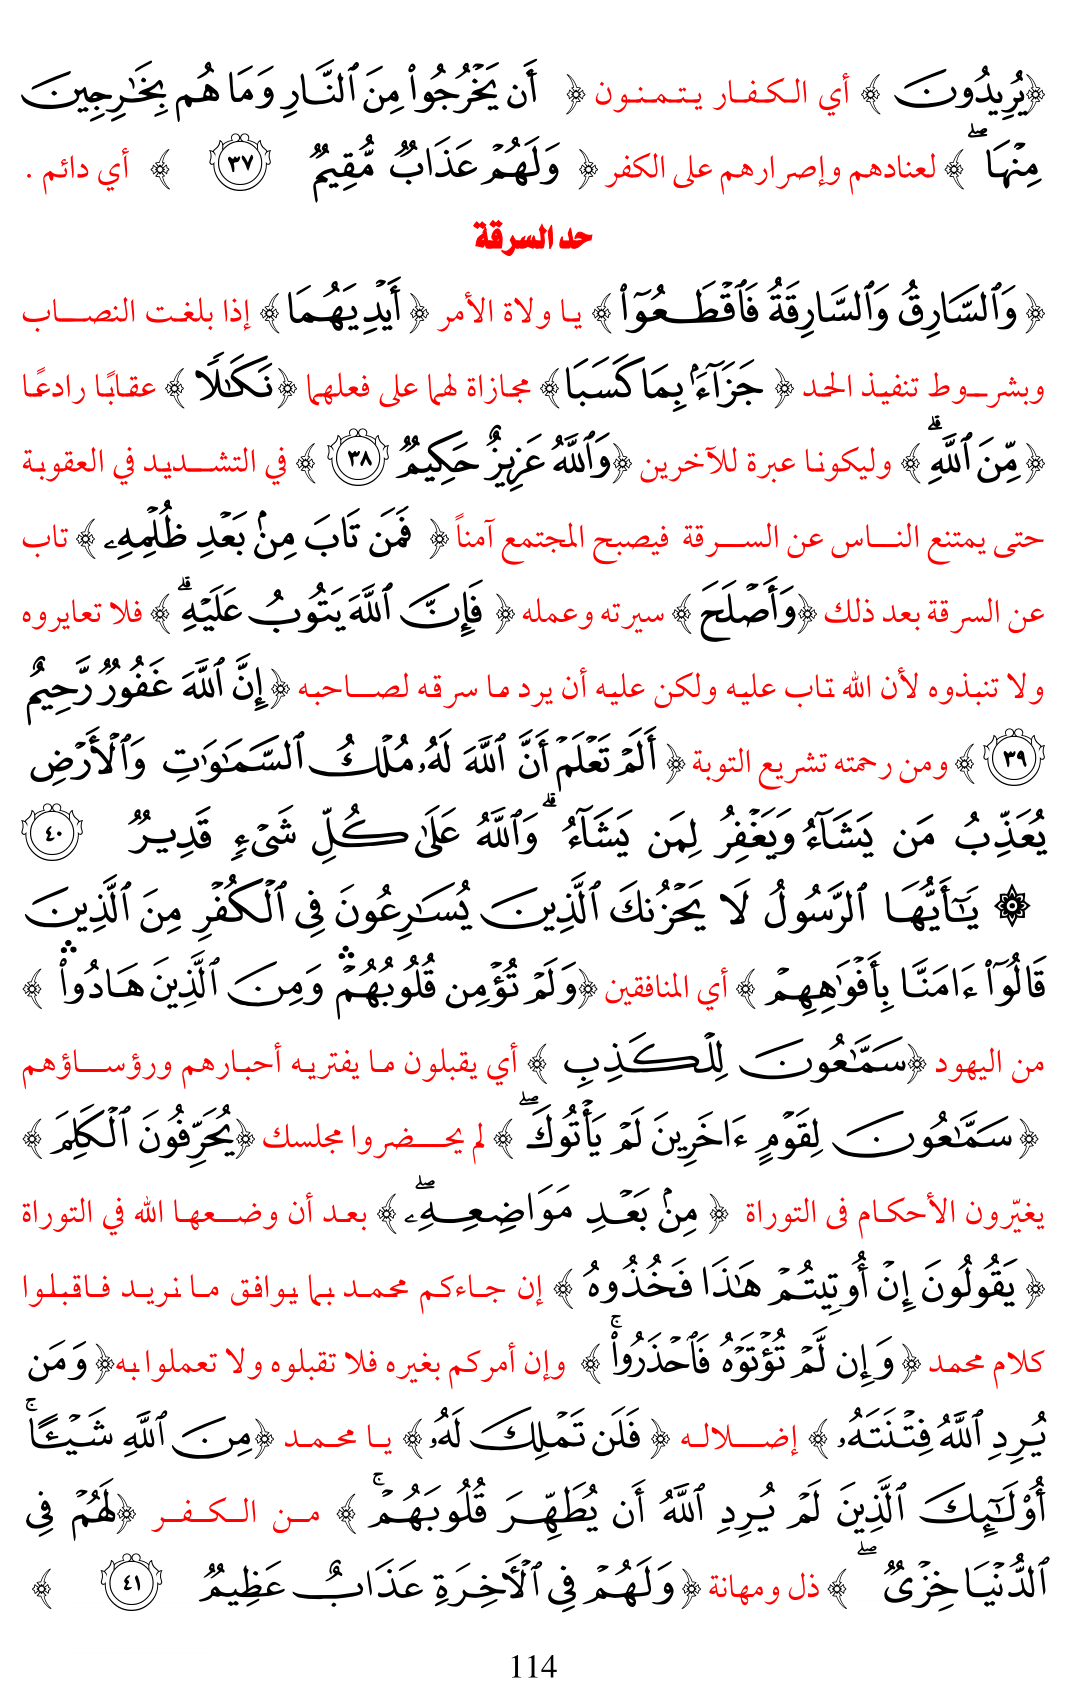 ﴿يُرِيدُونَ ﴾ أي الكفار يتمنون ﴿ أَن يَخْرُجُوا۟ مِنَ ٱلنَّارِ وَمَا هُم بِخَـٰرِجِينَ
مِنْهَا ۖ ﴾ لعنادهم وإصرارهم على الكفر ﴿ وَلَهُمْ عَذَابٌ مُّقِيمٌ ٣٧ ﴾ أي دائم .
حد السرقة
﴿ وَٱلسَّارِقُ وَٱلسَّارِقَةُ فَٱقْطَعُوٓا۟ ﴾ يا ولاة الأمر ﴿ أَيْدِيَهُمَا ﴾ إذا بلغت النصاب
وبشروط تنفيذ الحد ﴿ جَزَآءًۢ بِمَا كَسَبَا﴾ مجازاة لهما على فعلهما ﴿ نَكَـٰلًا ﴾ عقابًا رادعًا
﴿ مِّنَ ٱللَّهِ ۗ ﴾ وليكونا عبرة للآخرين ﴿وَٱللَّهُ عَزِيزٌ حَكِيمٌ ٣٨ ﴾ في التشديد في العقوبة
حتى يمتنع الناس عن السرقة فيصبح المجتمع آمناً ﴿ فَمَن تَابَ مِنۢ بَعْدِ ظُلْمِهِۦ ﴾ تاب
عن السرقة بعد ذلك ﴿وَأَصْلَحَ ﴾ سيرته وعمله ﴿ فَإِنَّ ٱللَّهَ يَتُوبُ عَلَيْهِ ۗ ﴾ فلا تعايروه
ولا تنبذوه لأن الله تاب عليه ولكن عليه أن يرد ما سرقه لصاحبه ﴿إِنَّ ٱللَّهَ غَفُورٌ رَّحِيمٌ
٣٩ ﴾ ومن رحمته تشريع التوبة ﴿ أَلَمْ تَعْلَمْ أَنَّ ٱللَّهَ لَهُۥ مُلْكُ ٱلسَّمَـٰوَٰتِ وَٱلْأَرْضِ
يُعَذِّبُ مَن يَشَآءُ وَيَغْفِرُ لِمَن يَشَآءُ ۗ وَٱللَّهُ عَلَىٰ كُلِّ شَىْءٍ قَدِيرٌ ٤٠
۞ يَـٰٓأَيُّهَا ٱلرَّسُولُ لَا يَحْزُنكَ ٱلَّذِينَ يُسَـٰرِعُونَ فِى ٱلْكُفْرِ مِنَ ٱلَّذِينَ
قَالُوٓا۟ ءَامَنَّا بِأَفْوَٰهِهِمْ ﴾ أي المنافقين ﴿وَلَمْ تُؤْمِن قُلُوبُهُمْ ۛ وَمِنَ ٱلَّذِينَ هَادُوا۟ ۛ ﴾
من اليهود ﴿سَمَّـٰعُونَ لِلْكَذِبِ ﴾ أي يقبلون ما يفتريه أحبارهم ورؤساؤهم
﴿ سَمَّـٰعُونَ لِقَوْمٍ ءَاخَرِينَ لَمْ يَأْتُوكَ ۖ ﴾ لم يحضروا مجلسك ﴿يُحَرِّفُونَ ٱلْكَلِمَ ﴾
يغيّرون الأحكام فى التوراة ﴿ مِنۢ بَعْدِ مَوَاضِعِهِۦ ۖ ﴾ بعد أن وضعها الله في التوراة
﴿ يَقُولُونَ إِنْ أُوتِيتُمْ هَـٰذَا فَخُذُوهُ ﴾ إن جاءكم محمد بما يوافق ما نريد فاقبلوا
كلام محمد ﴿ وَإِن لَّمْ تُؤْتَوْهُ فَٱحْذَرُوا۟ ۚ ﴾ وإن أمركم بغيره فلا تقبلوه ولا تعملوا به﴿ وَمَن
يُرِدِ ٱللَّهُ فِتْنَتَهُۥ ﴾ إضلاله ﴿ فَلَن تَمْلِكَ لَهُۥ ﴾ يا محمد ﴿مِنَ ٱللَّهِ شَيْـًٔا ۚ
أُو۟لَـٰٓئِكَ ٱلَّذِينَ لَمْ يُرِدِ ٱللَّهُ أَن يُطَهِّرَ قُلُوبَهُمْ ۚ ﴾ من الكفر ﴿لَهُمْ فِى
ٱلدُّنْيَا خِزْىٌ ۖ ﴾ ذل ومهانة ﴿ وَلَهُمْ فِى ٱلْـَٔاخِرَةِ عَذَابٌ عَظِيمٌ ٤١ ﴾
114